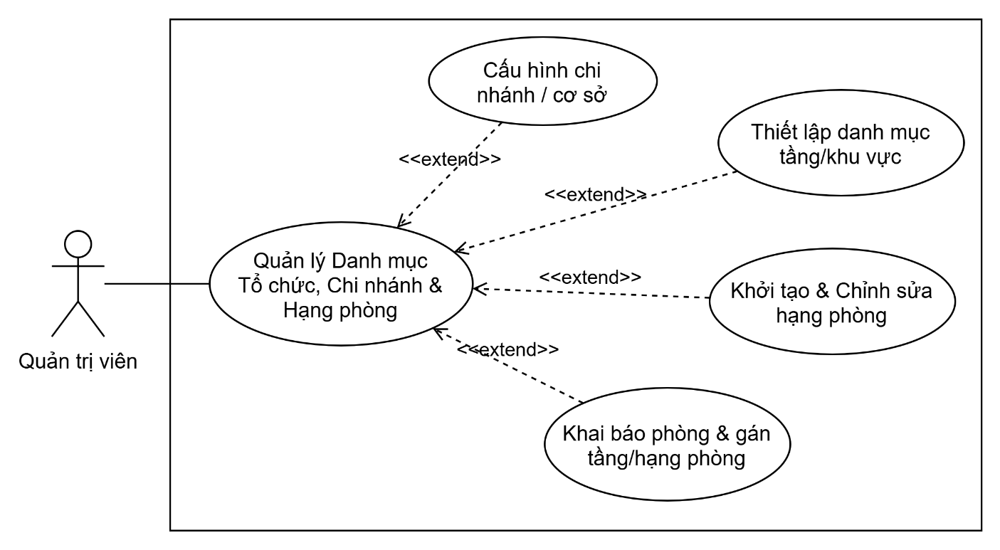 Cấu hình chi
nhánh / cơ sở
Thiết lập danh mục
tầng/khu vực
<<extend>>
<<extend>>
Quản lý Danh mục
Tổ chức, Chi nhánh &
Hạng phòng
<<extend>>
Khởi tạo & Chỉnh sửa
hạng phòng
<<extend>>
Quản trị viên
Khai báo phòng & gán
tầng/hạng phòng